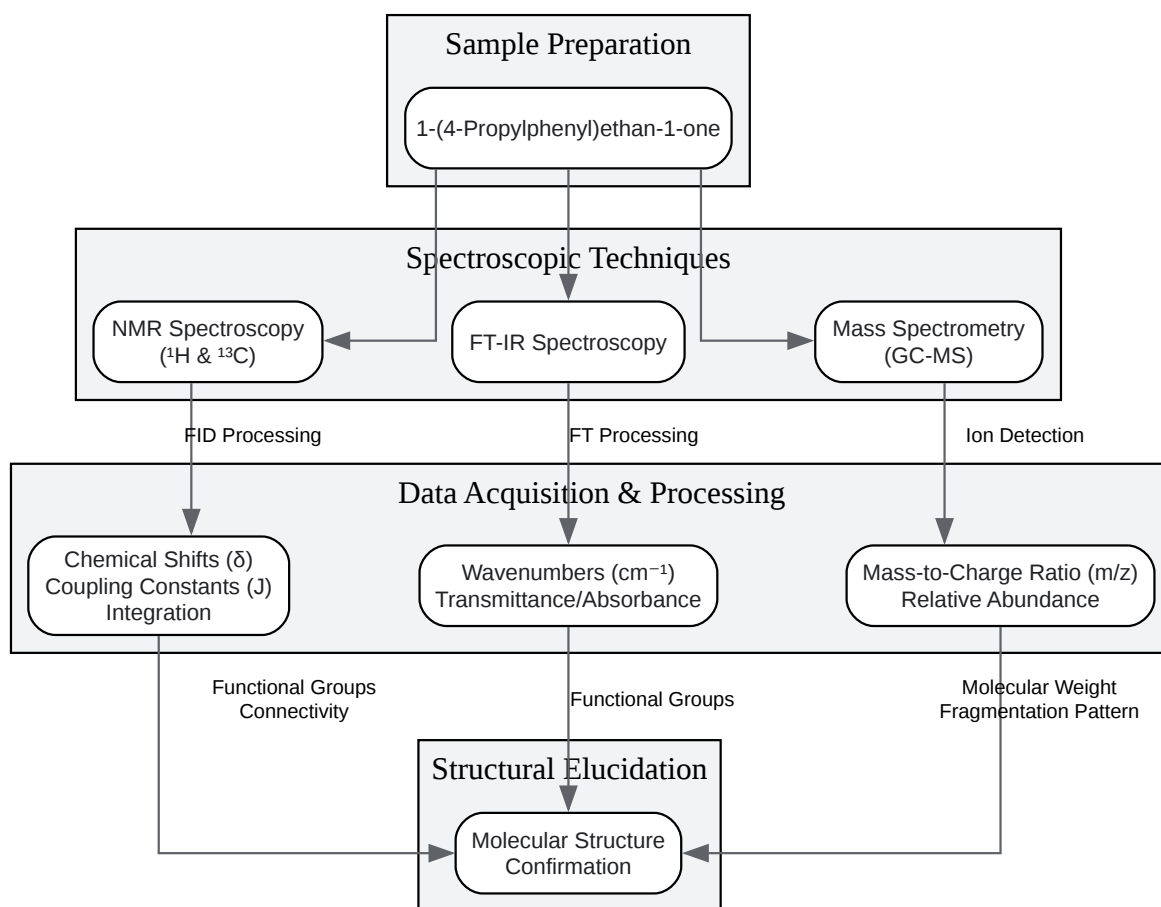 Sample Preparation
1-(4-Propylphenyl)ethan-1-one
Spectroscopic Techniques
NMR Spectroscopy
(¹H & ¹³C)
FT-IR Spectroscopy
Mass Spectrometry
(GC-MS)
FID Processing
FT Processing
Ion Detection
Data Acquisition & Processing
Chemical Shifts (δ)
Coupling Constants (J)
Integration
Wavenumbers (cm⁻¹)
Transmittance/Absorbance
Mass-to-Charge Ratio (m/z)
Relative Abundance
Functional Groups
Connectivity
Functional Groups
Molecular Weight
Fragmentation Pattern
Structural Elucidation
Molecular Structure
Confirmation